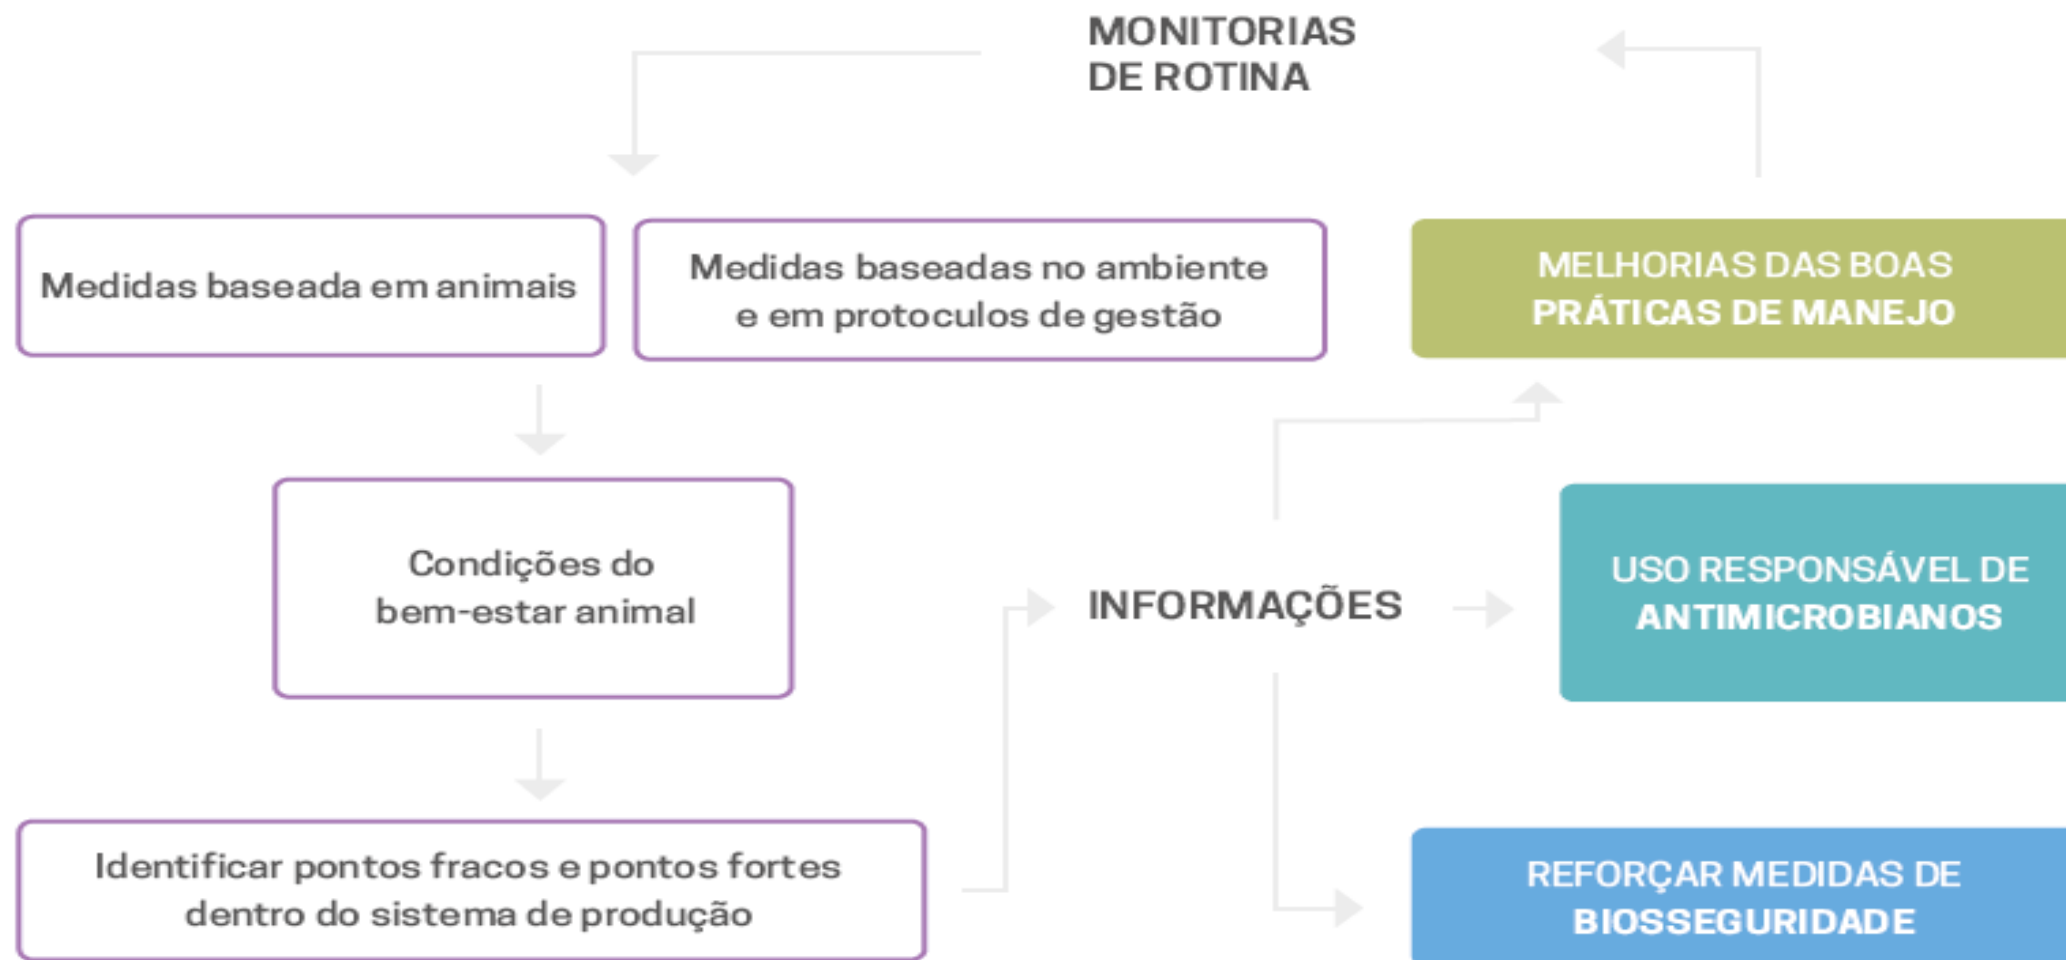 MONITORIAS
DE ROTINA
Medidas baseada em animais
Medidas baseadas no ambiente
e em protoculos de gestão
MELHORIAS DAS BOAS
PRÁTICAS DE MANEJO
Condições do
bem-estar animal
INFORMAÇÕES
USO RESPONSÁVEL DE
ANTIMICROBIANOS
Identificar pontos fracos e pontos fortes
dentro do sistema de produção
REFORÇAR MEDIDAS DE
BIOSSEGURIDADE